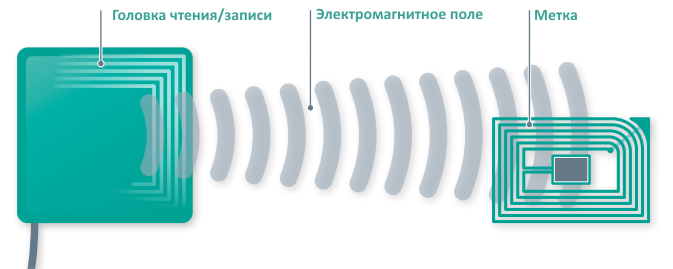 Головка чтения/записи
Электромагнитное поле
Метка